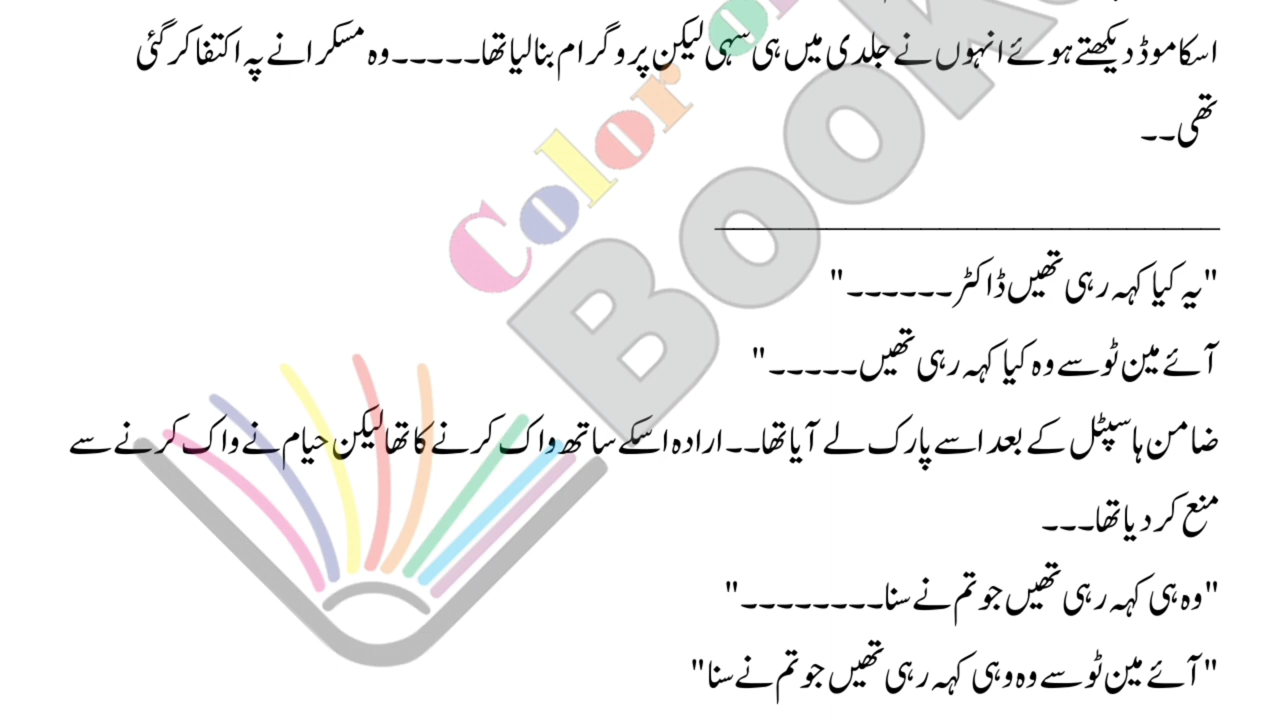 اسکا موڈ دیکھتے ہوئے انہوں نے جلدی میں ہی سہی لیکن پروگرام بنالیا تھا۔۔۔۔۔وہ مسکرانے پہ اکتفا کر گئی
تھی۔۔
"یہ کیا کہہ رہی تھیں ڈاکٹر۔۔۔۔۔۔"
آئے مین ٹو سے وہ کیا کہہ رہی تھیں۔۔۔۔۔"
ضامن ہاسپٹل کے بعد اسے پارک لے آیا تھا۔۔ارادہ اسکے ساتھ واک کرنے کا تھا لیکن حیام نے واک کرنے سے
منع کر دیا تھا۔۔۔
"وہ ہی کہہ رہی تھیں جو تم نے سنا۔۔۔۔۔۔۔۔"
"آئے مین ٹو سے وہ وہی کہہ رہی تھیں جو تم نے سنا"
Color
Book